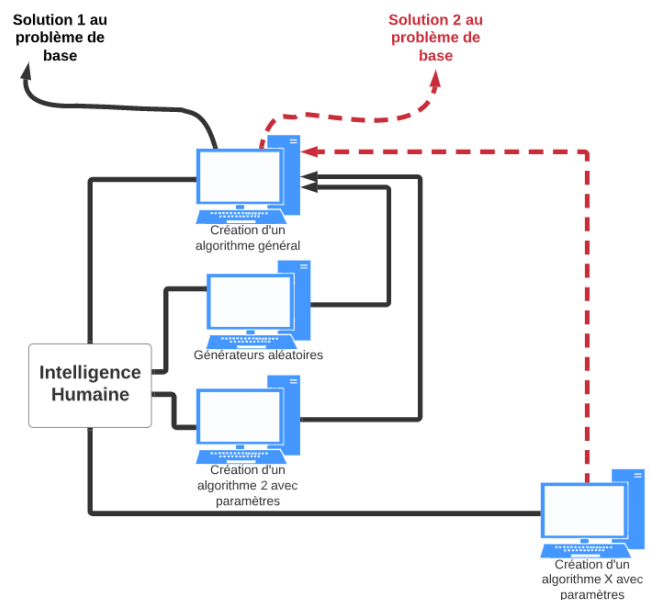 Solution 1 au
problème de
base
Solution 2 au
problème de
base
Création d'un
algorithme général
Générateurs aléatoires
Intelligence
Humaine
Création d'un
algorithme 2 avec
paramètres
Création d'un
algorithme X avec
paramètres